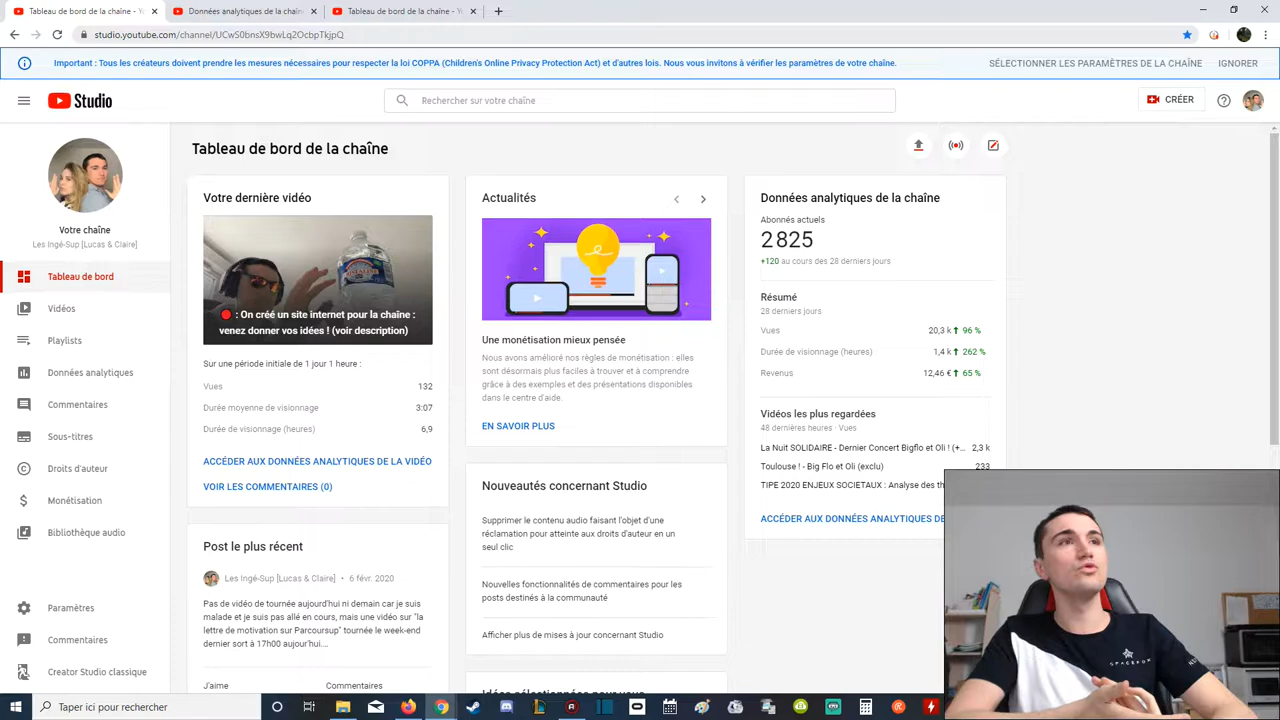 Tableau de bord de la chaîne - Y
Données analytiques de la chaîne
Tableau de bord de la chaîne - Y
studio.youtube.com/channel/UCwS0bnsX9bwLq2OcbpTkjpQ
Important : Tous les créateurs doivent prendre les mesures nécessaires pour respecter la loi COPPA (Children's Online Privacy Protection Act) et d'autres lois. Nous vous invitons à vérifier les paramètres de votre chaîne.
SÉLECTIONNER LES PARAMÈTRES DE LA CHAÎNE
IGNORER
Studio
Rechercher sur votre chaîne
CRÉER
Votre chaîne
Les Ingé-Sup [Lucas & Claire]
Tableau de bord
Vidéos
Playlists
Données analytiques
Commentaires
Sous-titres
Droits d'auteur
Monétisation
Bibliothèque audio
Paramètres
Commentaires
Creator Studio classique
Tableau de bord de la chaîne
Votre dernière vidéo
🔴 : On créé un site internet pour la chaîne :
venez donner vos idées ! (voir description)
Sur une période initiale de 1 jour 1 heure :
Vues 132
Durée moyenne de visionnage 3:07
Durée de visionnage (heures) 6,9
ACCÉDER AUX DONNÉES ANALYTIQUES DE LA VIDÉO
VOIR LES COMMENTAIRES (0)
Post le plus récent
Les Ingé-Sup [Lucas & Claire] • 6 févr. 2020
Pas de vidéo de tournée aujourd'hui ni demain car je suis
malade et je suis pas allé en cours, mais une vidéo sur "la
lettre de motivation sur Parcoursup" tournée le week-end
dernier sort à 17h00 aujourd'hui....
J'aime Commentaires
Actualités
Une monétisation mieux pensée
Nous avons amélioré nos règles de monétisation : elles
sont désormais plus faciles à trouver et à comprendre
grâce à des exemples et des présentations disponibles
dans le centre d'aide.
EN SAVOIR PLUS
Nouveautés concernant Studio
Supprimer le contenu audio faisant l'objet d'une
réclamation pour atteinte aux droits d'auteur en un
seul clic
Nouvelles fonctionnalités de commentaires pour les
posts destinés à la communauté
Afficher plus de mises à jour concernant Studio
Idées sélectionnées pour vous
Données analytiques de la chaîne
Abonnés actuels
2 825
+120 au cours des 28 derniers jours
Résumé
28 derniers jours
Vues 20,3 k 96 %
Durée de visionnage (heures) 1,4 k 262 %
Revenus 12,46 € 65 %
Vidéos les plus regardées
48 dernières heures · Vues
La Nuit SOLIDAIRE - Dernier Concert Bigflo et Oli ! (+… 2,3 k
Toulouse ! - Big Flo et Oli (exclu) 233
TIPE 2020 ENJEUX SOCIETAUX : Analyse des th
ACCÉDER AUX DONNÉES ANALYTIQUES DE
Taper ici pour rechercher